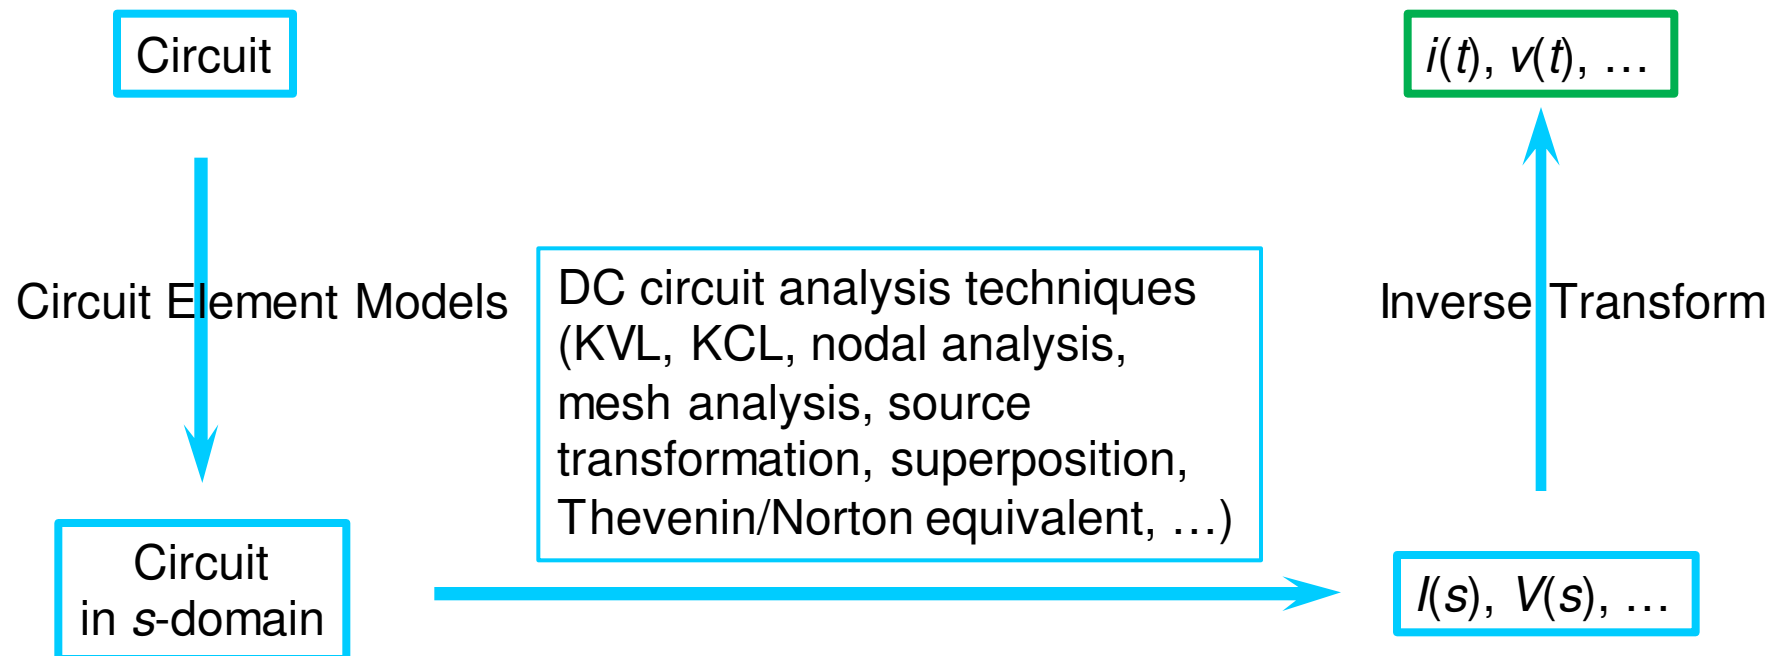 Circuit
i(t), v(t), …
Circuit Element Models
DC circuit analysis techniques
(KVL, KCL, nodal analysis,
mesh analysis, source
transformation, superposition,
Thevenin/Norton equivalent, …)
Inverse Transform
Circuit
in s-domain
I(s), V(s), …